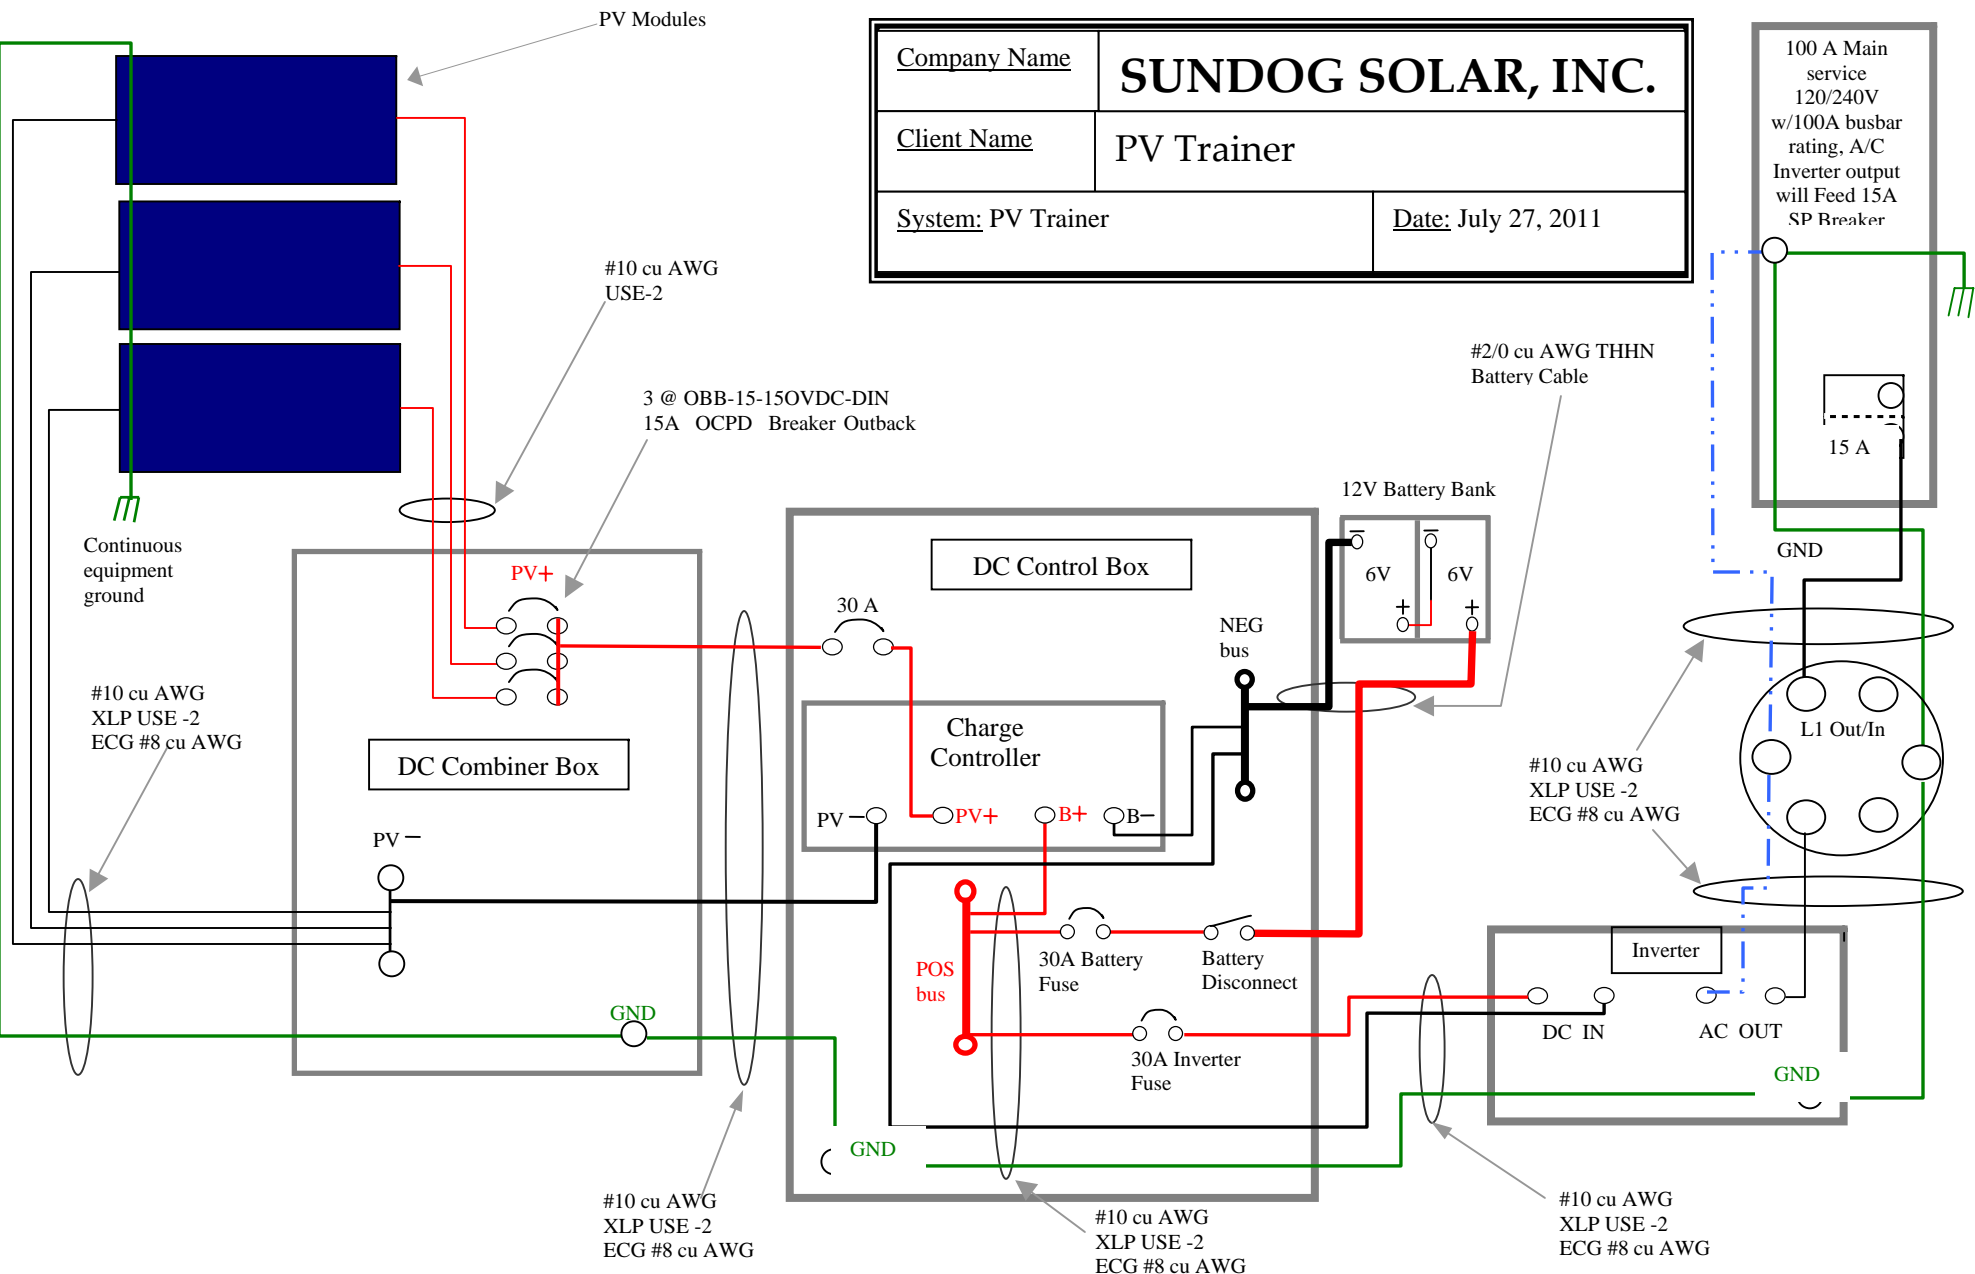 PV Modules
Company Name
SUNDOG SOLAR, INC.
Client Name
PV Trainer
System: PV Trainer
Date: July 27, 2011
100 A Main
service
120/240V
w/100A busbar
rating, A/C
Inverter output
will Feed 15A
SP Breaker
#10 cu AWG
USE-2
#2/0 cu AWG THHN
Battery Cable
3 @ OBB-15-15OVDC-DIN
15A OCPD Breaker Outback
15 A
12V Battery Bank
Continuous
equipment
ground
PV+
DC Control Box
6V
6V
+
+
GND
30 A
NEG
bus
#10 cu AWG
XLP USE -2
ECG #8 cu AWG
DC Combiner Box
Charge
Controller
L1 Out/In
#10 cu AWG
XLP USE -2
ECG #8 cu AWG
PV −
PV+
B+
B−
PV −
30A Battery
Fuse
Battery
Disconnect
POS
bus
Inverter
DC IN
AC OUT
GND
30A Inverter
Fuse
GND
GND
#10 cu AWG
XLP USE -2
ECG #8 cu AWG
#10 cu AWG
XLP USE -2
ECG #8 cu AWG
#10 cu AWG
XLP USE -2
ECG #8 cu AWG